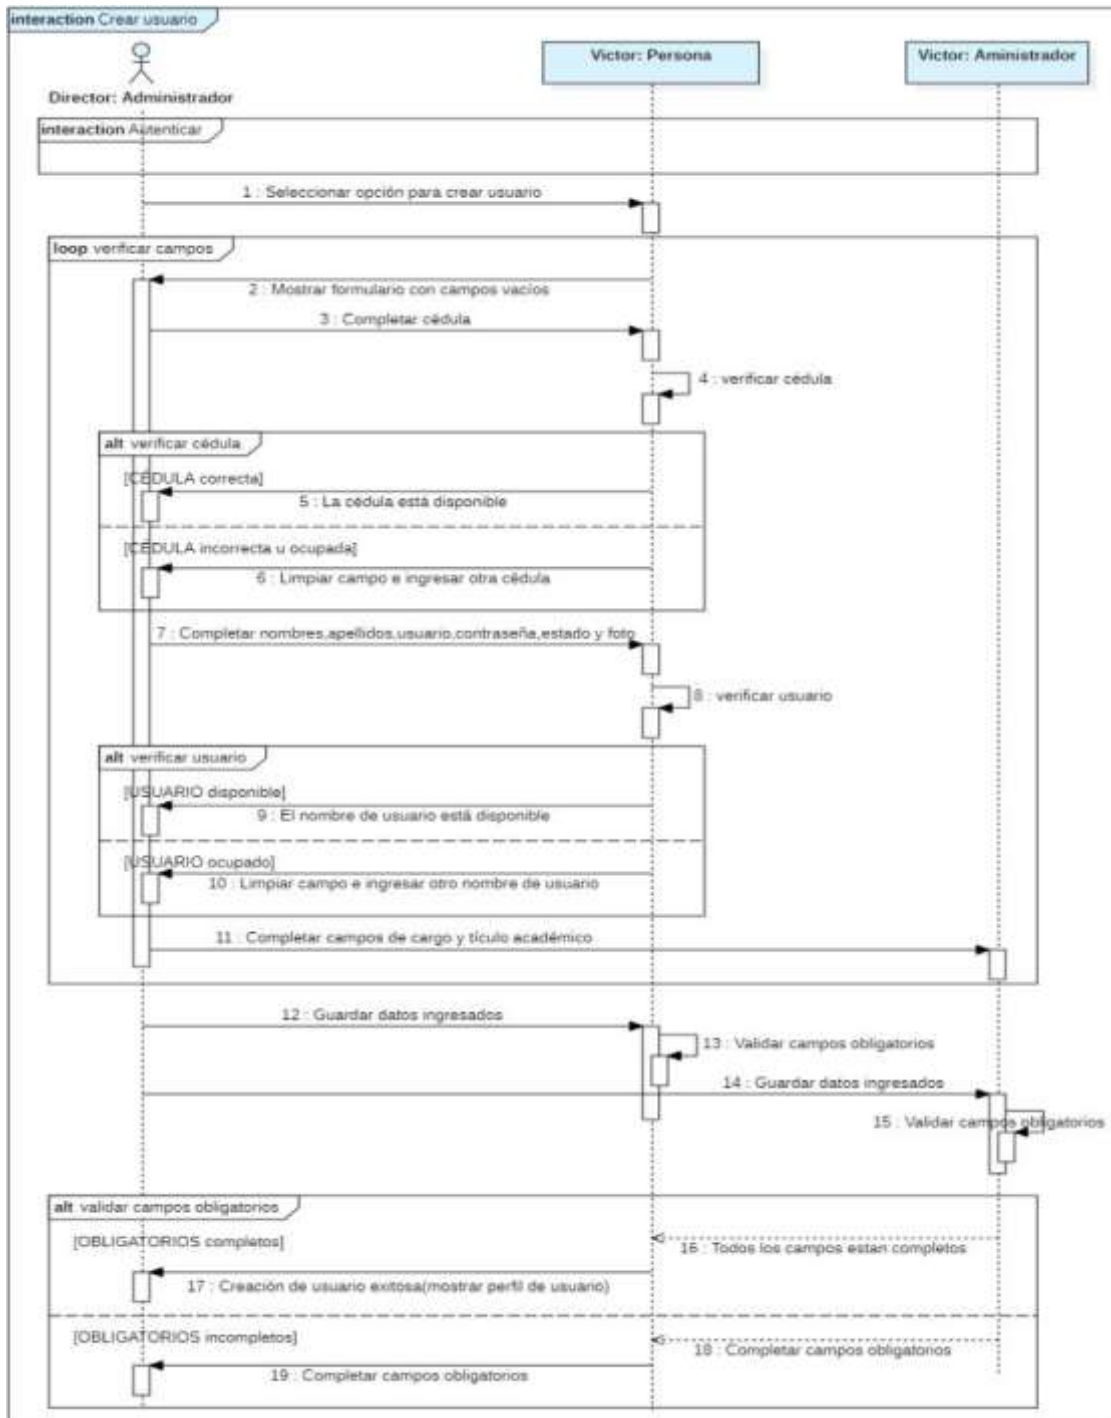 interaction Crear usuario
Director: Administrador
Victor: Persona
Victor: Aministrador
interaction Autenticar
1 : Seleccionar opción para crear usuario
loop verificar campos
2 : Mostrar formulario con campos vacíos
3 : Completar cédula
4 : verificar cédula
alt verificar cédula
[CÉDULA correcta]
5 : La cédula está disponible
[CÉDULA incorrecta u ocupada]
6 : Limpiar campo e ingresar otra cédula
7 : Completar nombres,apellidos,usuario,contraseña,estado y foto
8 : verificar usuario
alt verificar usuario
[USUARIO disponible]
9 : El nombre de usuario está disponible
[USUARIO ocupado]
10 : Limpiar campo e ingresar otro nombre de usuario
11 : Completar campos de cargo y tículo académico
12 : Guardar datos ingresados
13 : Validar campos obligatorios
14 : Guardar datos ingresados
15 : Validar campos obligatorios
alt validar campos obligatorios
[OBLIGATORIOS completos]
16 : Todos los campos estan completos
17 : Creación de usuario exitosa(mostrar perfil de usuario)
[OBLIGATORIOS incompletos]
18 : Completar campos obligatorios
19 : Completar campos obligatorios